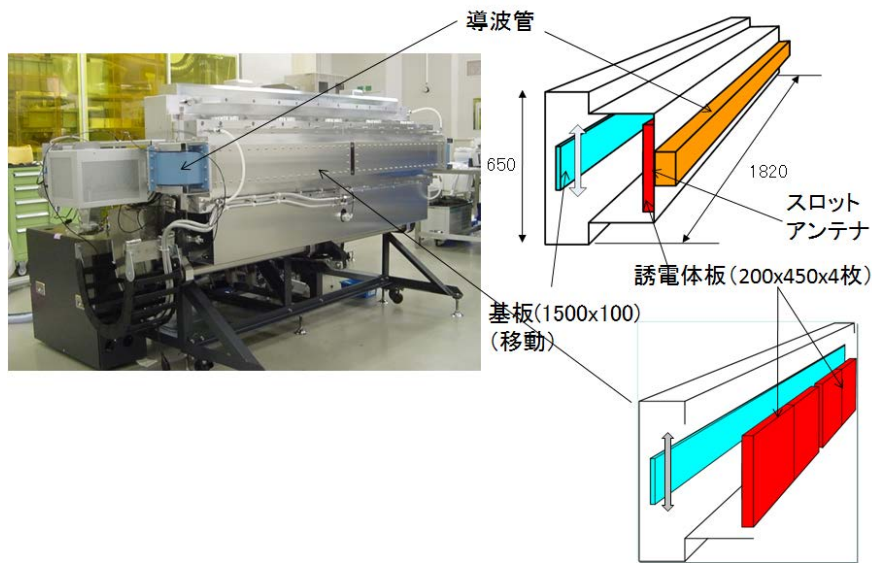 導波管
650
1820
スロット
アンテナ
誘電体板(200x450x4枚)
基板(1500x100)
(移動)